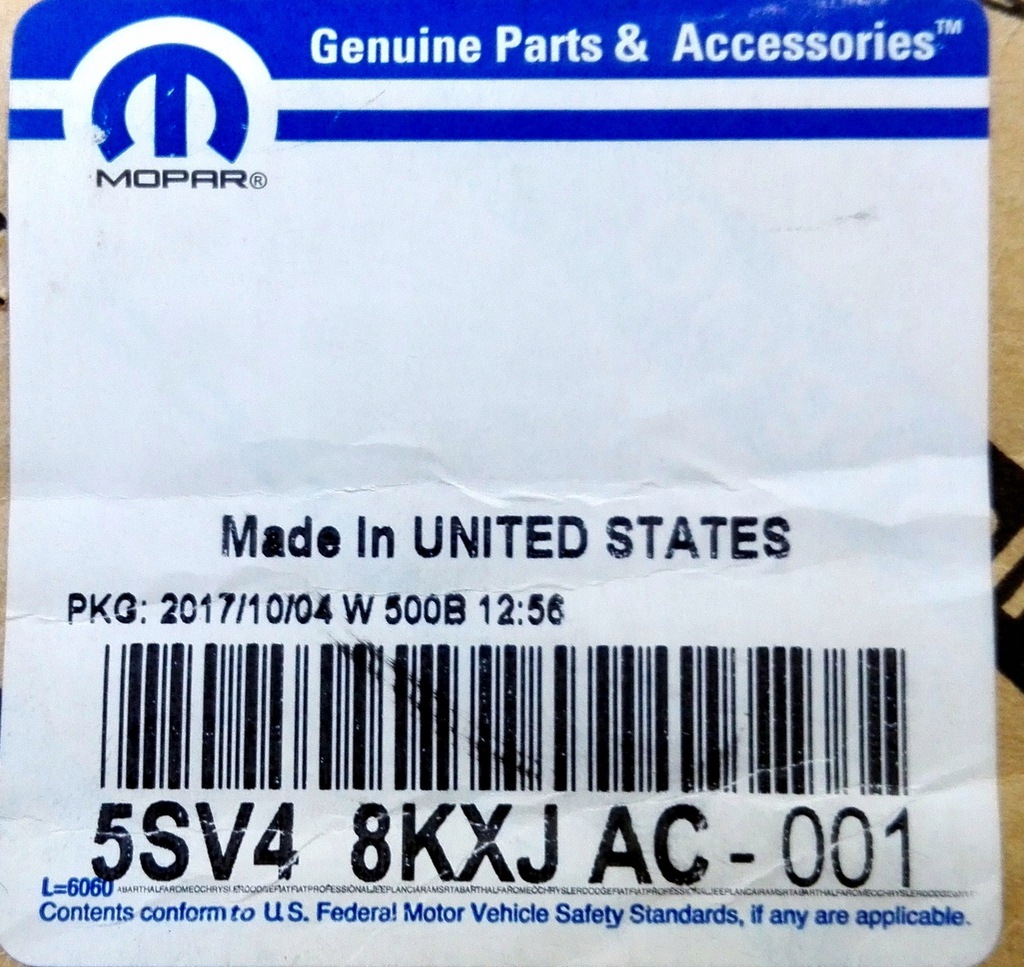 Genuine Parts & Accessories™
MOPAR®
Made In UNITED STATES
PKG: 2017/10/04 W 500B 12:56
5SV4 8KXJ AC - 001
L=6060
Contents conform to U.S. Federal Motor Vehicle Safety Standards, if any are applicable.